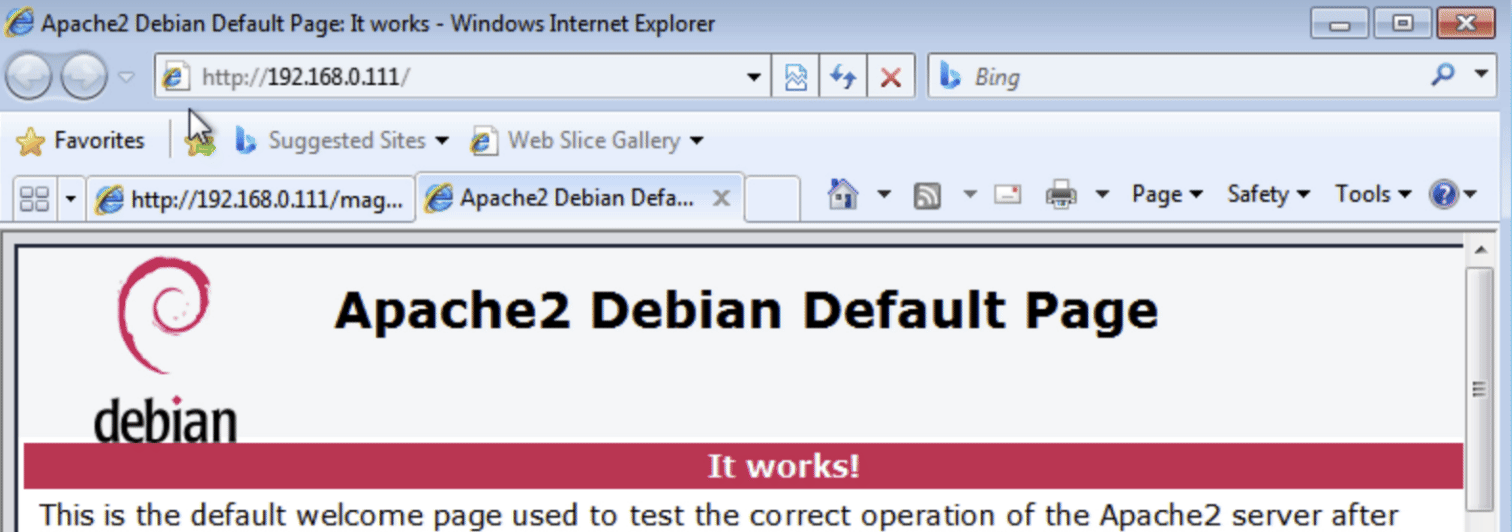 Apache2 Debian Default Page: It works - Windows Internet Explorer
http://192.168.0.111/
Bing
Favorites
Suggested Sites
Web Slice Gallery
http://192.168.0.111/mag...
Apache2 Debian Defa...
Page
Safety
Tools
Apache2 Debian Default Page
debian
It works!
This is the default welcome page used to test the correct operation of the Apache2 server after